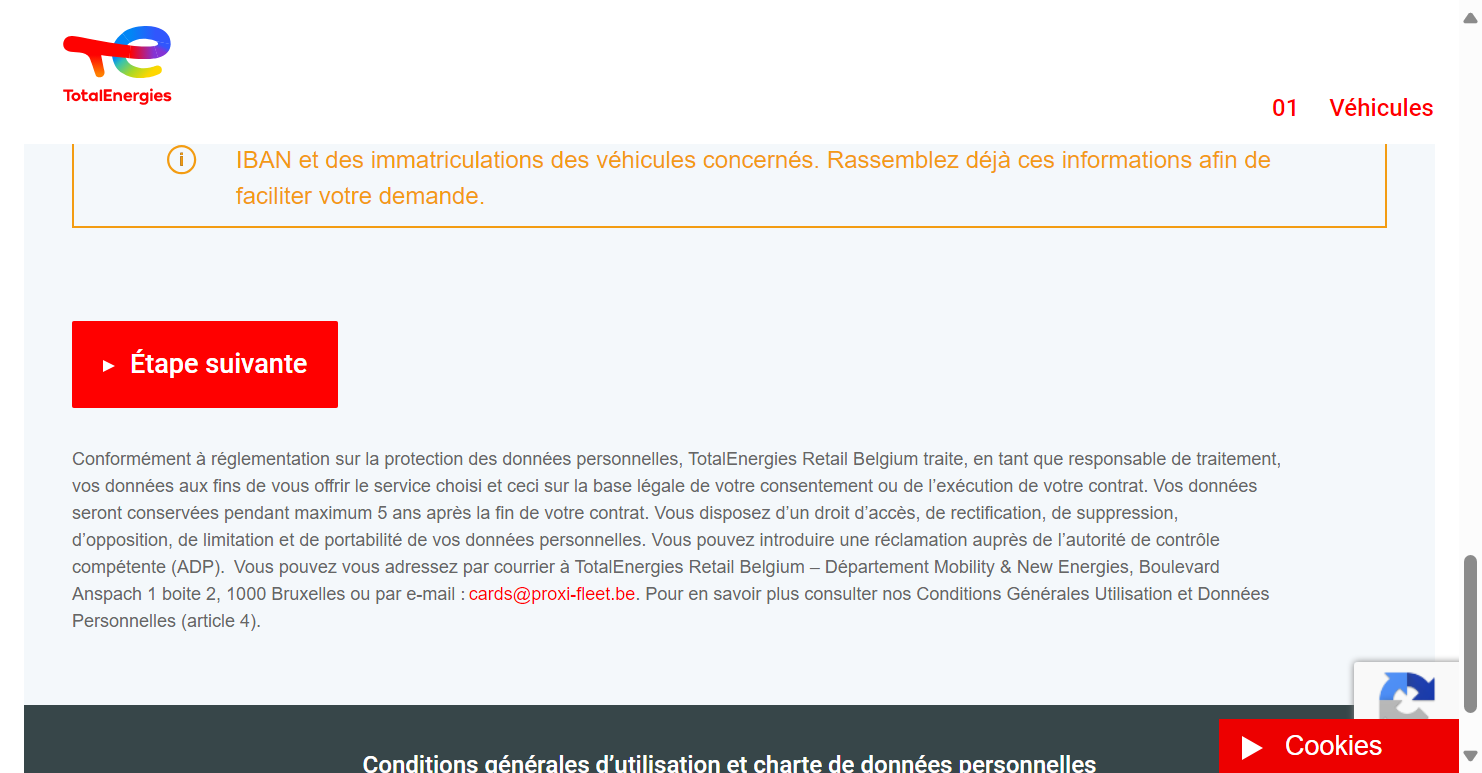 TotalEnergies
01 Véhicules
IBAN et des immatriculations des véhicules concernés. Rassemblez déjà ces informations afin de
faciliter votre demande.
Étape suivante
Conformément à réglementation sur la protection des données personnelles, TotalEnergies Retail Belgium traite, en tant que responsable de traitement,
vos données aux fins de vous offrir le service choisi et ceci sur la base légale de votre consentement ou de l’exécution de votre contrat. Vos données
seront conservées pendant maximum 5 ans après la fin de votre contrat. Vous disposez d’un droit d’accès, de rectification, de suppression,
d’opposition, de limitation et de portabilité de vos données personnelles. Vous pouvez introduire une réclamation auprès de l’autorité de contrôle
compétente (ADP).  Vous pouvez vous adressez par courrier à TotalEnergies Retail Belgium – Département Mobility & New Energies, Boulevard
Anspach 1 boite 2, 1000 Bruxelles ou par e-mail : cards@proxi-fleet.be. Pour en savoir plus consulter nos Conditions Générales Utilisation et Données
Personnelles (article 4).
Cookies
Conditions générales d’utilisation et charte de données personnelles